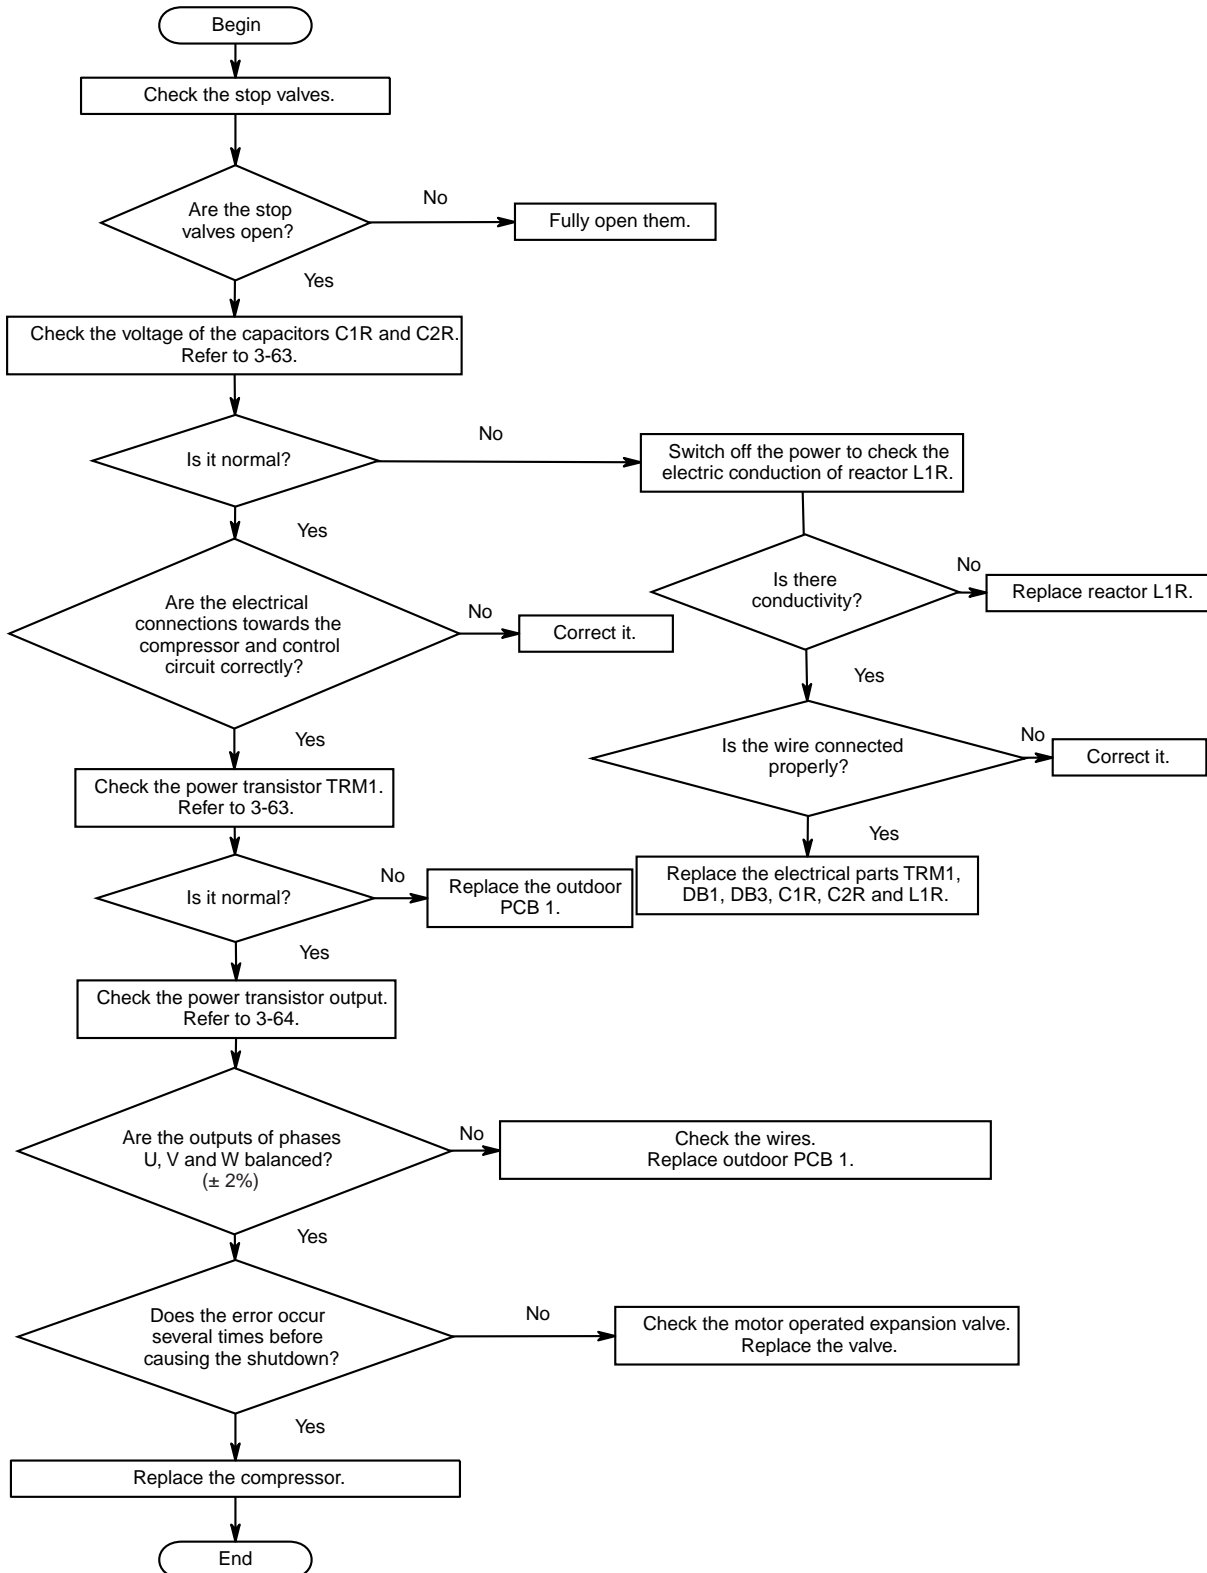 Begin
Check the stop valves.
Are the stop
valves open?
No
Fully open them.
Yes
Check the voltage of the capacitors C1R and C2R.
Refer to 3-63.
Is it normal?
No
Switch off the power to check the
electric conduction of reactor L1R.
Yes
Is there
conductivity?
No
Replace reactor L1R.
Are the electrical
connections towards the
compressor and control
circuit correctly?
No
Correct it.
Yes
Is the wire connected
properly?
No
Correct it.
Yes
Check the power transistor TRM1.
Refer to 3-63.
Yes
Replace the electrical parts TRM1,
DB1, DB3, C1R, C2R and L1R.
Is it normal?
No
Replace the outdoor
PCB 1.
Yes
Check the power transistor output.
Refer to 3-64.
Are the outputs of phases
U, V and W balanced?
(± 2%)
No
Check the wires.
Replace outdoor PCB 1.
Yes
Does the error occur
several times before
causing the shutdown?
No
Check the motor operated expansion valve.
Replace the valve.
Yes
Replace the compressor.
End